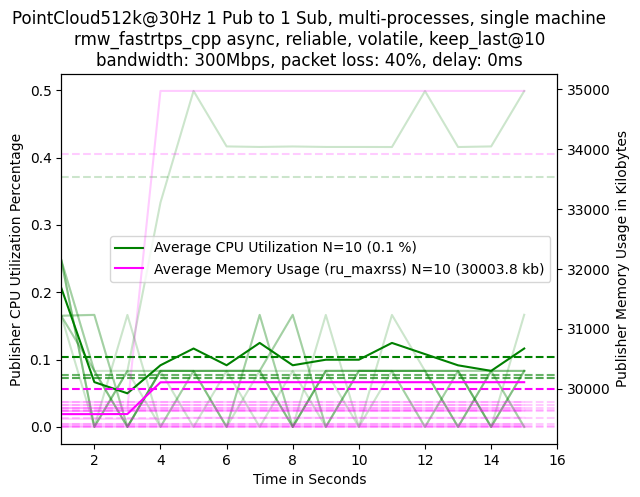 PointCloud512k@30Hz 1 Pub to 1 Sub, multi-processes, single machine
rmw_fastrtps_cpp async, reliable, volatile, keep_last@10
bandwidth: 300Mbps, packet loss: 40%, delay: 0ms
Publisher CPU Utilization Percentage
0.5
0.4
0.3
0.2
0.1
0.0
Average CPU Utilization N=10 (0.1 %)
Average Memory Usage (ru_maxrss) N=10 (30003.8 kb)
35000
34000
33000
32000
31000
30000
Publisher Memory Usage in Kilobytes
2 4 6 8 10 12 14 16
Time in Seconds